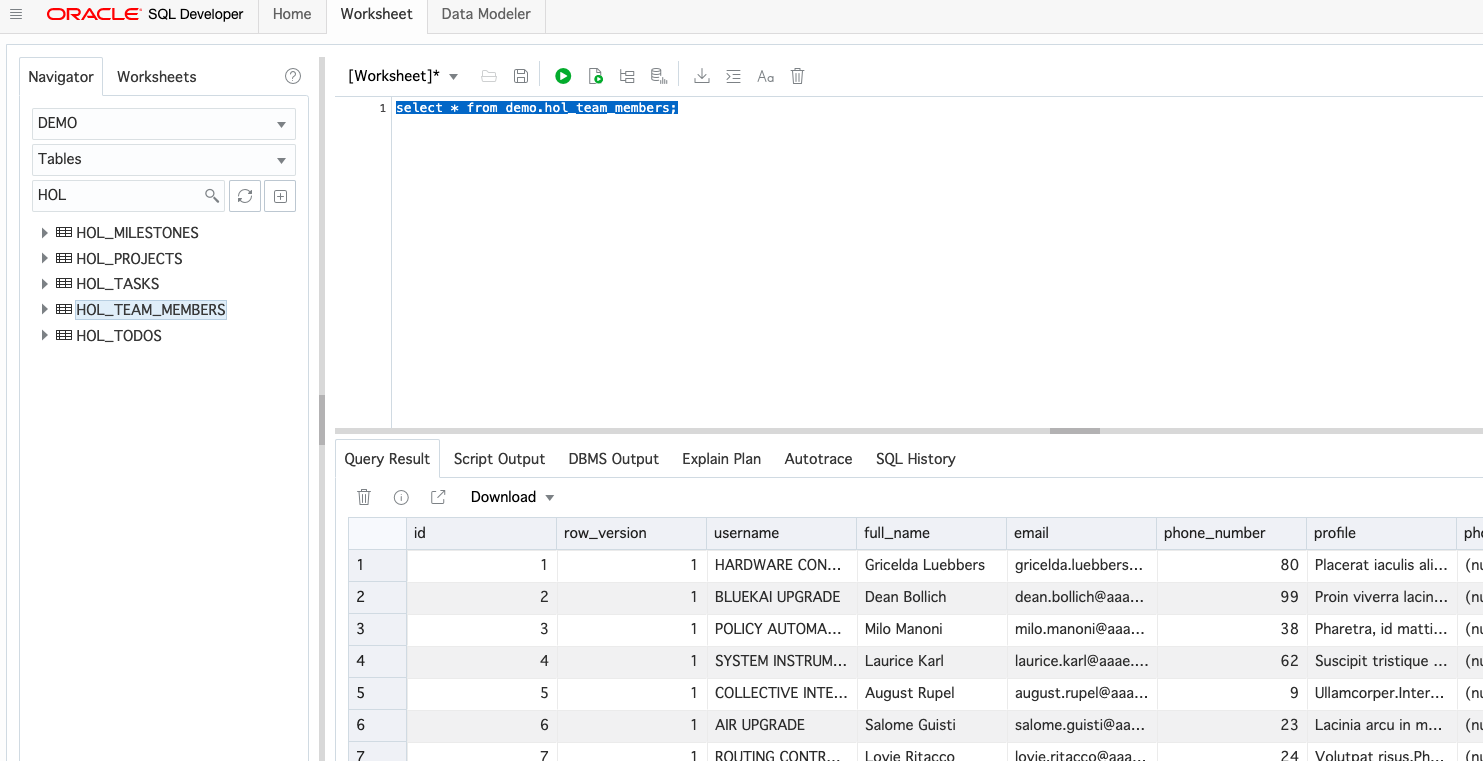 ORACLE SQL Developer Home Worksheet Data Modeler
Navigator Worksheets
[Worksheet]*
Aa
DEMO
Tables
HOL
HOL_MILESTONES
HOL_PROJECTS
HOL_TASKS
HOL_TEAM_MEMBERS
HOL_TODOS
1 select * from demo.hol_team_members;
Query Result Script Output DBMS Output Explain Plan Autotrace SQL History
Download
id row_version username full_name email phone_number profile
1 1 1 HARDWARE CON... Gricelda Luebbers gricelda.luebbers... 80 Placerat iaculis ali... (nu
2 2 1 BLUEKAI UPGRADE Dean Bollich dean.bollich@aaa... 99 Proin viverra lacin... (nu
3 3 1 POLICY AUTOMA... Milo Manoni milo.manoni@aaa... 38 Pharetra, id matti... (nu
4 4 1 SYSTEM INSTRUM... Laurice Karl laurice.karl@aaae.... 62 Suscipit tristique ... (nu
5 5 1 COLLECTIVE INTE... August Rupel august.rupel@aaa... 9 Ullamcorper.Inter... (nu
6 6 1 AIR UPGRADE Salome Guisti salome.guisti@aa... 23 Lacinia arcu in m... (nu
7 7 1 ROUTING CONTR... Lovie Ritacco lovie.ritacco@aaa... 24 Volutpat risus.Ph... (nu